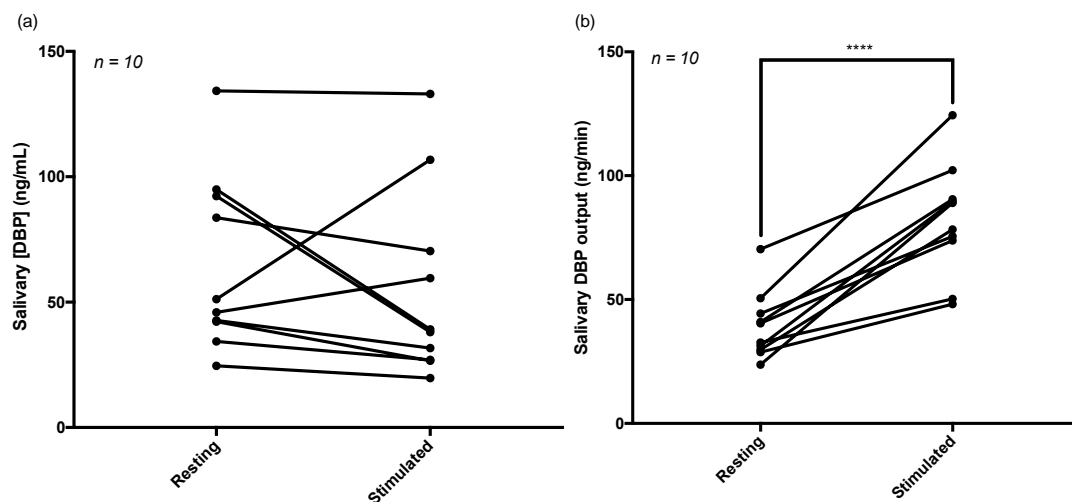 (a)
n = 10
150
100
50
0
Salivary [DBP] (ng/mL)
Resting
Stimulated
(b)
n = 10
****
150
100
50
0
Salivary DBP output (ng/min)
Resting
Stimulated